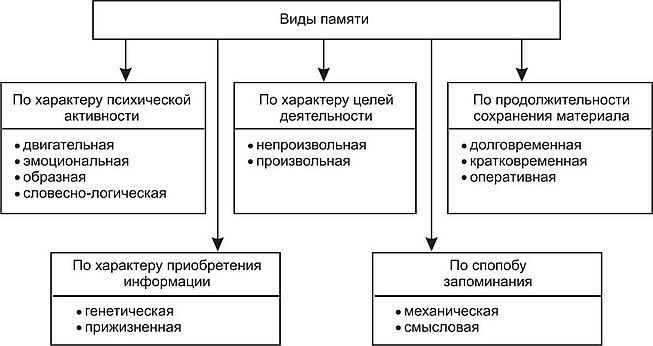 Виды памяти
По характеру психической
активности
• двигательная
• эмоциональная
• образная
• словесно-логическая
По характеру целей
деятельности
• непроизвольная
• произвольная
По продолжительности
сохранения материала
• долговременная
• кратковременная
• оперативная
По характеру приобретения
информации
• генетическая
• прижизненная
По спопобу
запоминания
• механическая
• смысловая